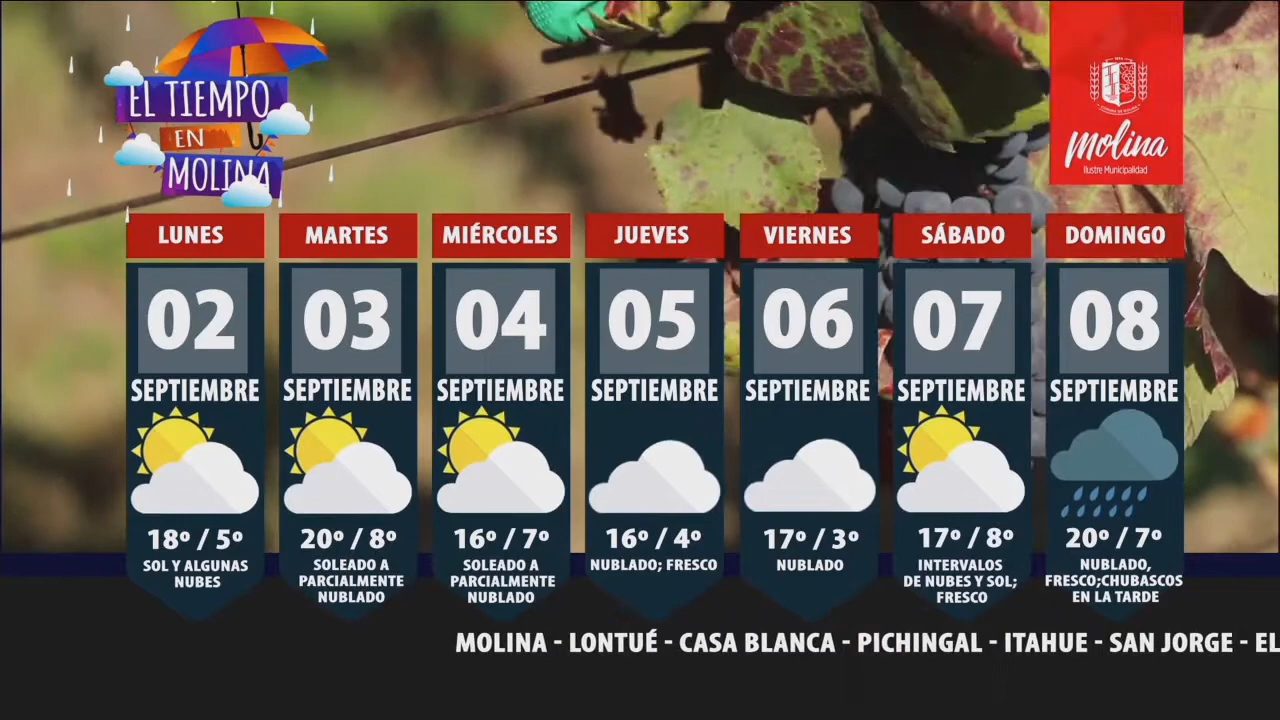 EL TIEMPO
EN
MOLINA
Molina
Ilustre Municipalidad
LUNES
02
SEPTIEMBRE
18º / 5º
SOL Y ALGUNAS
NUBES
MARTES
03
SEPTIEMBRE
20º / 8º
SOLEADO A
PARCIALMENTE
NUBLADO
MIÉRCOLES
04
SEPTIEMBRE
16º / 7º
SOLEADO A
PARCIALMENTE
NUBLADO
JUEVES
05
SEPTIEMBRE
16º / 4º
NUBLADO; FRESCO
VIERNES
06
SEPTIEMBRE
17º / 3º
NUBLADO
SÁBADO
07
SEPTIEMBRE
17º / 8º
INTERVALOS
DE NUBES Y SOL;
FRESCO
DOMINGO
08
SEPTIEMBRE
20º / 7º
NUBLADO,
FRESCO;CHUBASCOS
EN LA TARDE
MOLINA - LONTUÉ - CASA BLANCA - PICHINGAL - ITAHUE - SAN JORGE - EL